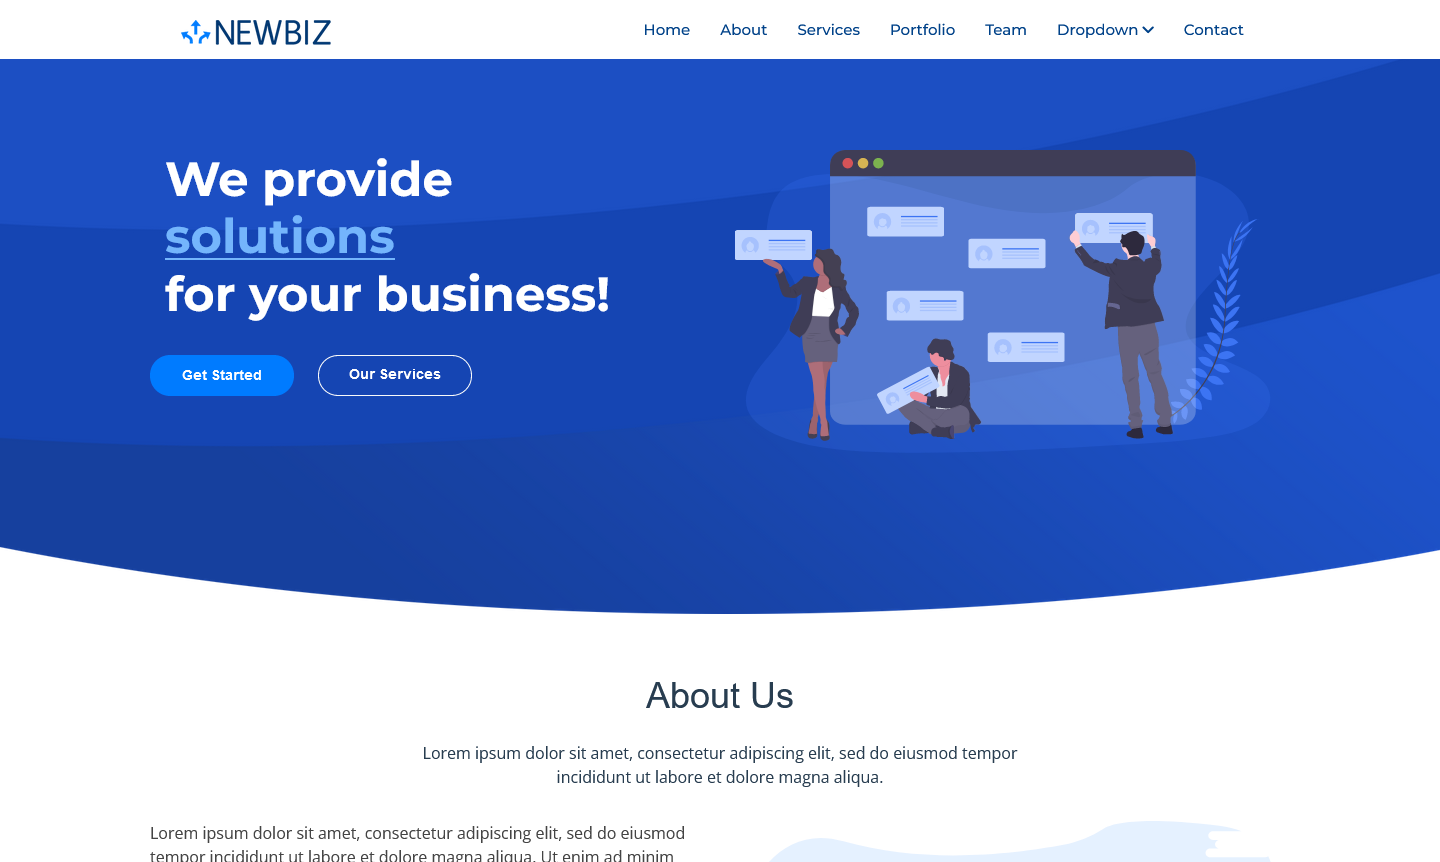 NEWBIZ
Home About Services Portfolio Team Dropdown Contact
We provide
solutions
for your business!
Get Started Our Services
About Us
Lorem ipsum dolor sit amet, consectetur adipiscing elit, sed do eiusmod tempor
incididunt ut labore et dolore magna aliqua.
Lorem ipsum dolor sit amet, consectetur adipiscing elit, sed do eiusmod
tempor incididunt ut labore et dolore magna aliqua. Ut enim ad minim